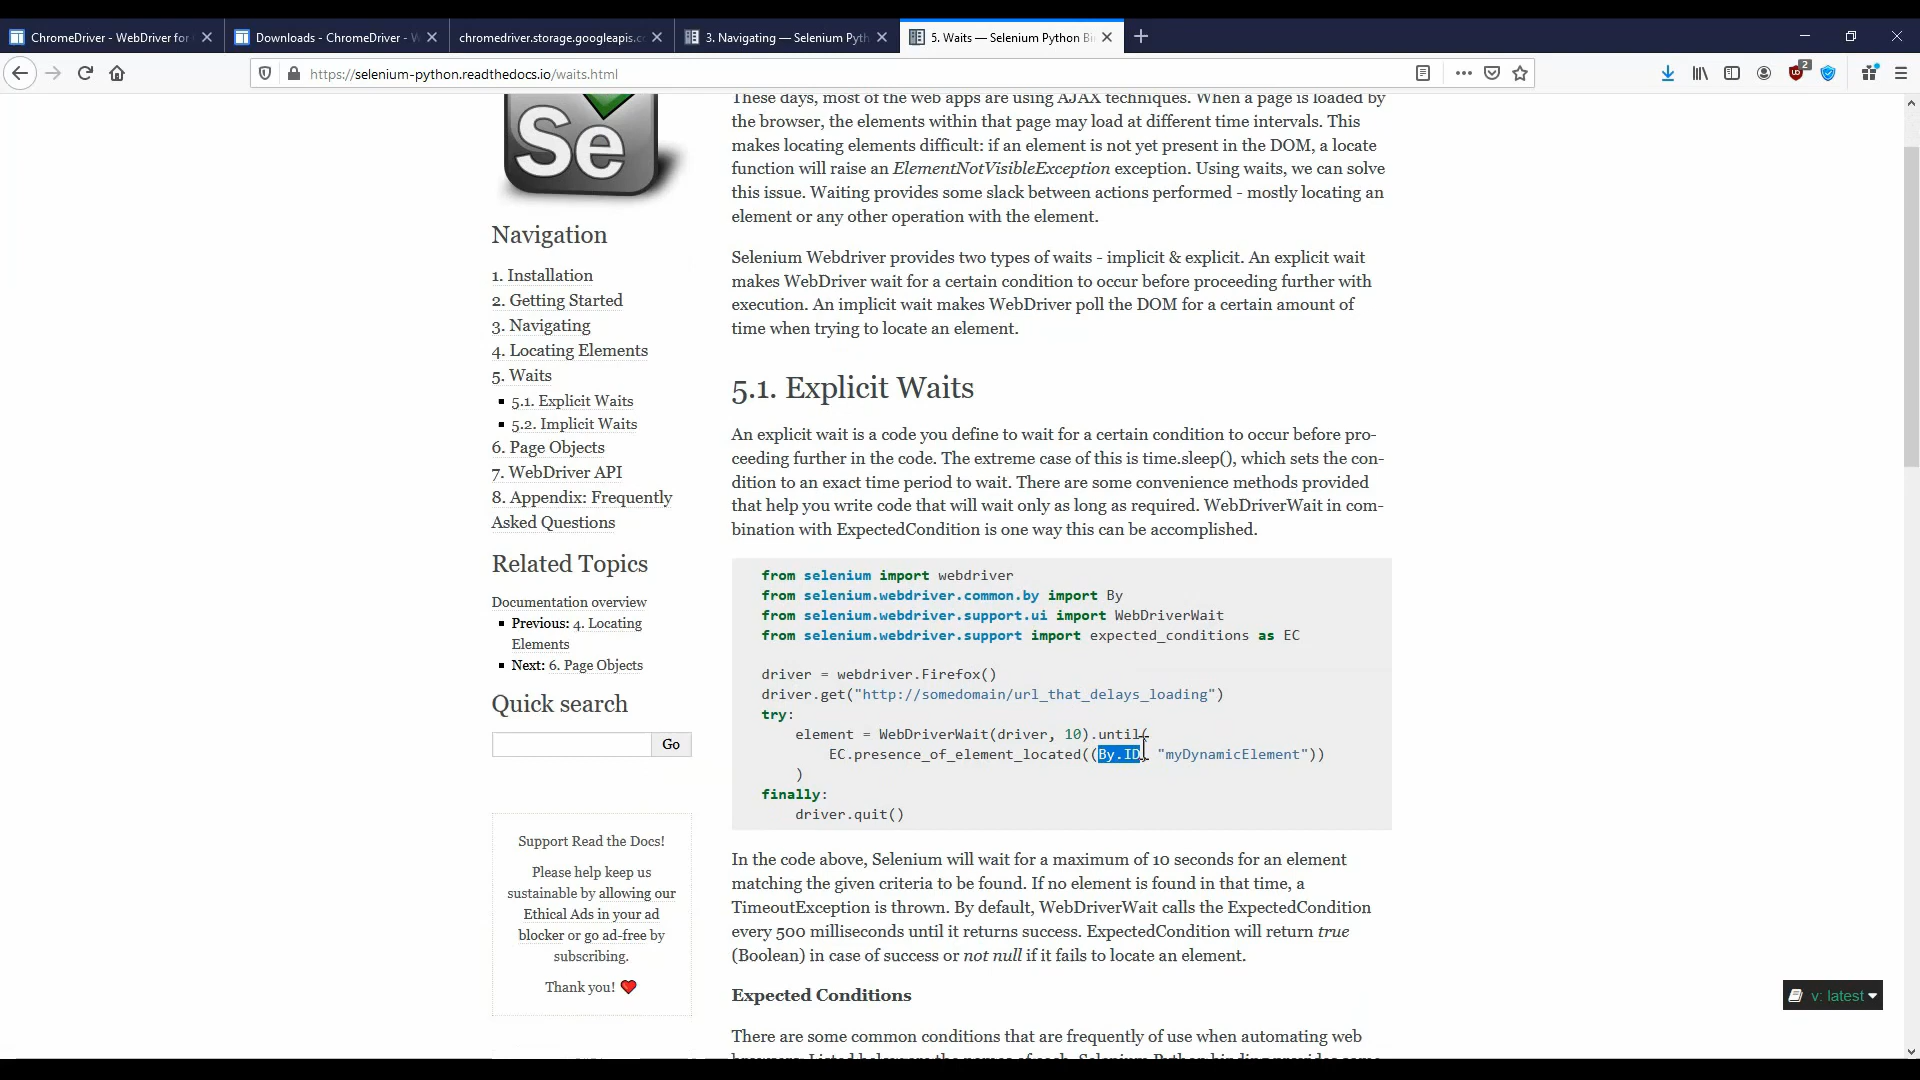 ChromeDriver - WebDriver for
Downloads - ChromeDriver - W
chromedriver.storage.googleapis.c
3. Navigating — Selenium Pyth
5. Waits — Selenium Python Bi
https://selenium-python.readthedocs.io/waits.html
2
Se
Navigation
1. Installation
2. Getting Started
3. Navigating
4. Locating Elements
5. Waits
5.1. Explicit Waits
5.2. Implicit Waits
6. Page Objects
7. WebDriver API
8. Appendix: Frequently
Asked Questions
Related Topics
Documentation overview
Previous: 4. Locating
Elements
Next: 6. Page Objects
Quick search
Go
Support Read the Docs!
Please help keep us
sustainable by allowing our
Ethical Ads in your ad
blocker or go ad-free by
subscribing.
Thank you! ❤️
These days, most of the web apps are using AJAX techniques. When a page is loaded by
the browser, the elements within that page may load at different time intervals. This
makes locating elements difficult: if an element is not yet present in the DOM, a locate
function will raise an ElementNotVisibleException exception. Using waits, we can solve
this issue. Waiting provides some slack between actions performed - mostly locating an
element or any other operation with the element.
Selenium Webdriver provides two types of waits - implicit & explicit. An explicit wait
makes WebDriver wait for a certain condition to occur before proceeding further with
execution. An implicit wait makes WebDriver poll the DOM for a certain amount of
time when trying to locate an element.
5.1. Explicit Waits
An explicit wait is a code you define to wait for a certain condition to occur before pro-
ceeding further in the code. The extreme case of this is time.sleep(), which sets the con-
dition to an exact time period to wait. There are some convenience methods provided
that help you write code that will wait only as long as required. WebDriverWait in com-
bination with ExpectedCondition is one way this can be accomplished.
from selenium import webdriver
from selenium.webdriver.common.by import By
from selenium.webdriver.support.ui import WebDriverWait
from selenium.webdriver.support import expected_conditions as EC
driver = webdriver.Firefox()
driver.get("http://somedomain/url_that_delays_loading")
try:
element = WebDriverWait(driver, 10).until(
EC.presence_of_element_located((By.ID, "myDynamicElement"))
)
finally:
driver.quit()
In the code above, Selenium will wait for a maximum of 10 seconds for an element
matching the given criteria to be found. If no element is found in that time, a
TimeoutException is thrown. By default, WebDriverWait calls the ExpectedCondition
every 500 milliseconds until it returns success. ExpectedCondition will return true
(Boolean) in case of success or not null if it fails to locate an element.
Expected Conditions
There are some common conditions that are frequently of use when automating web
v: latest